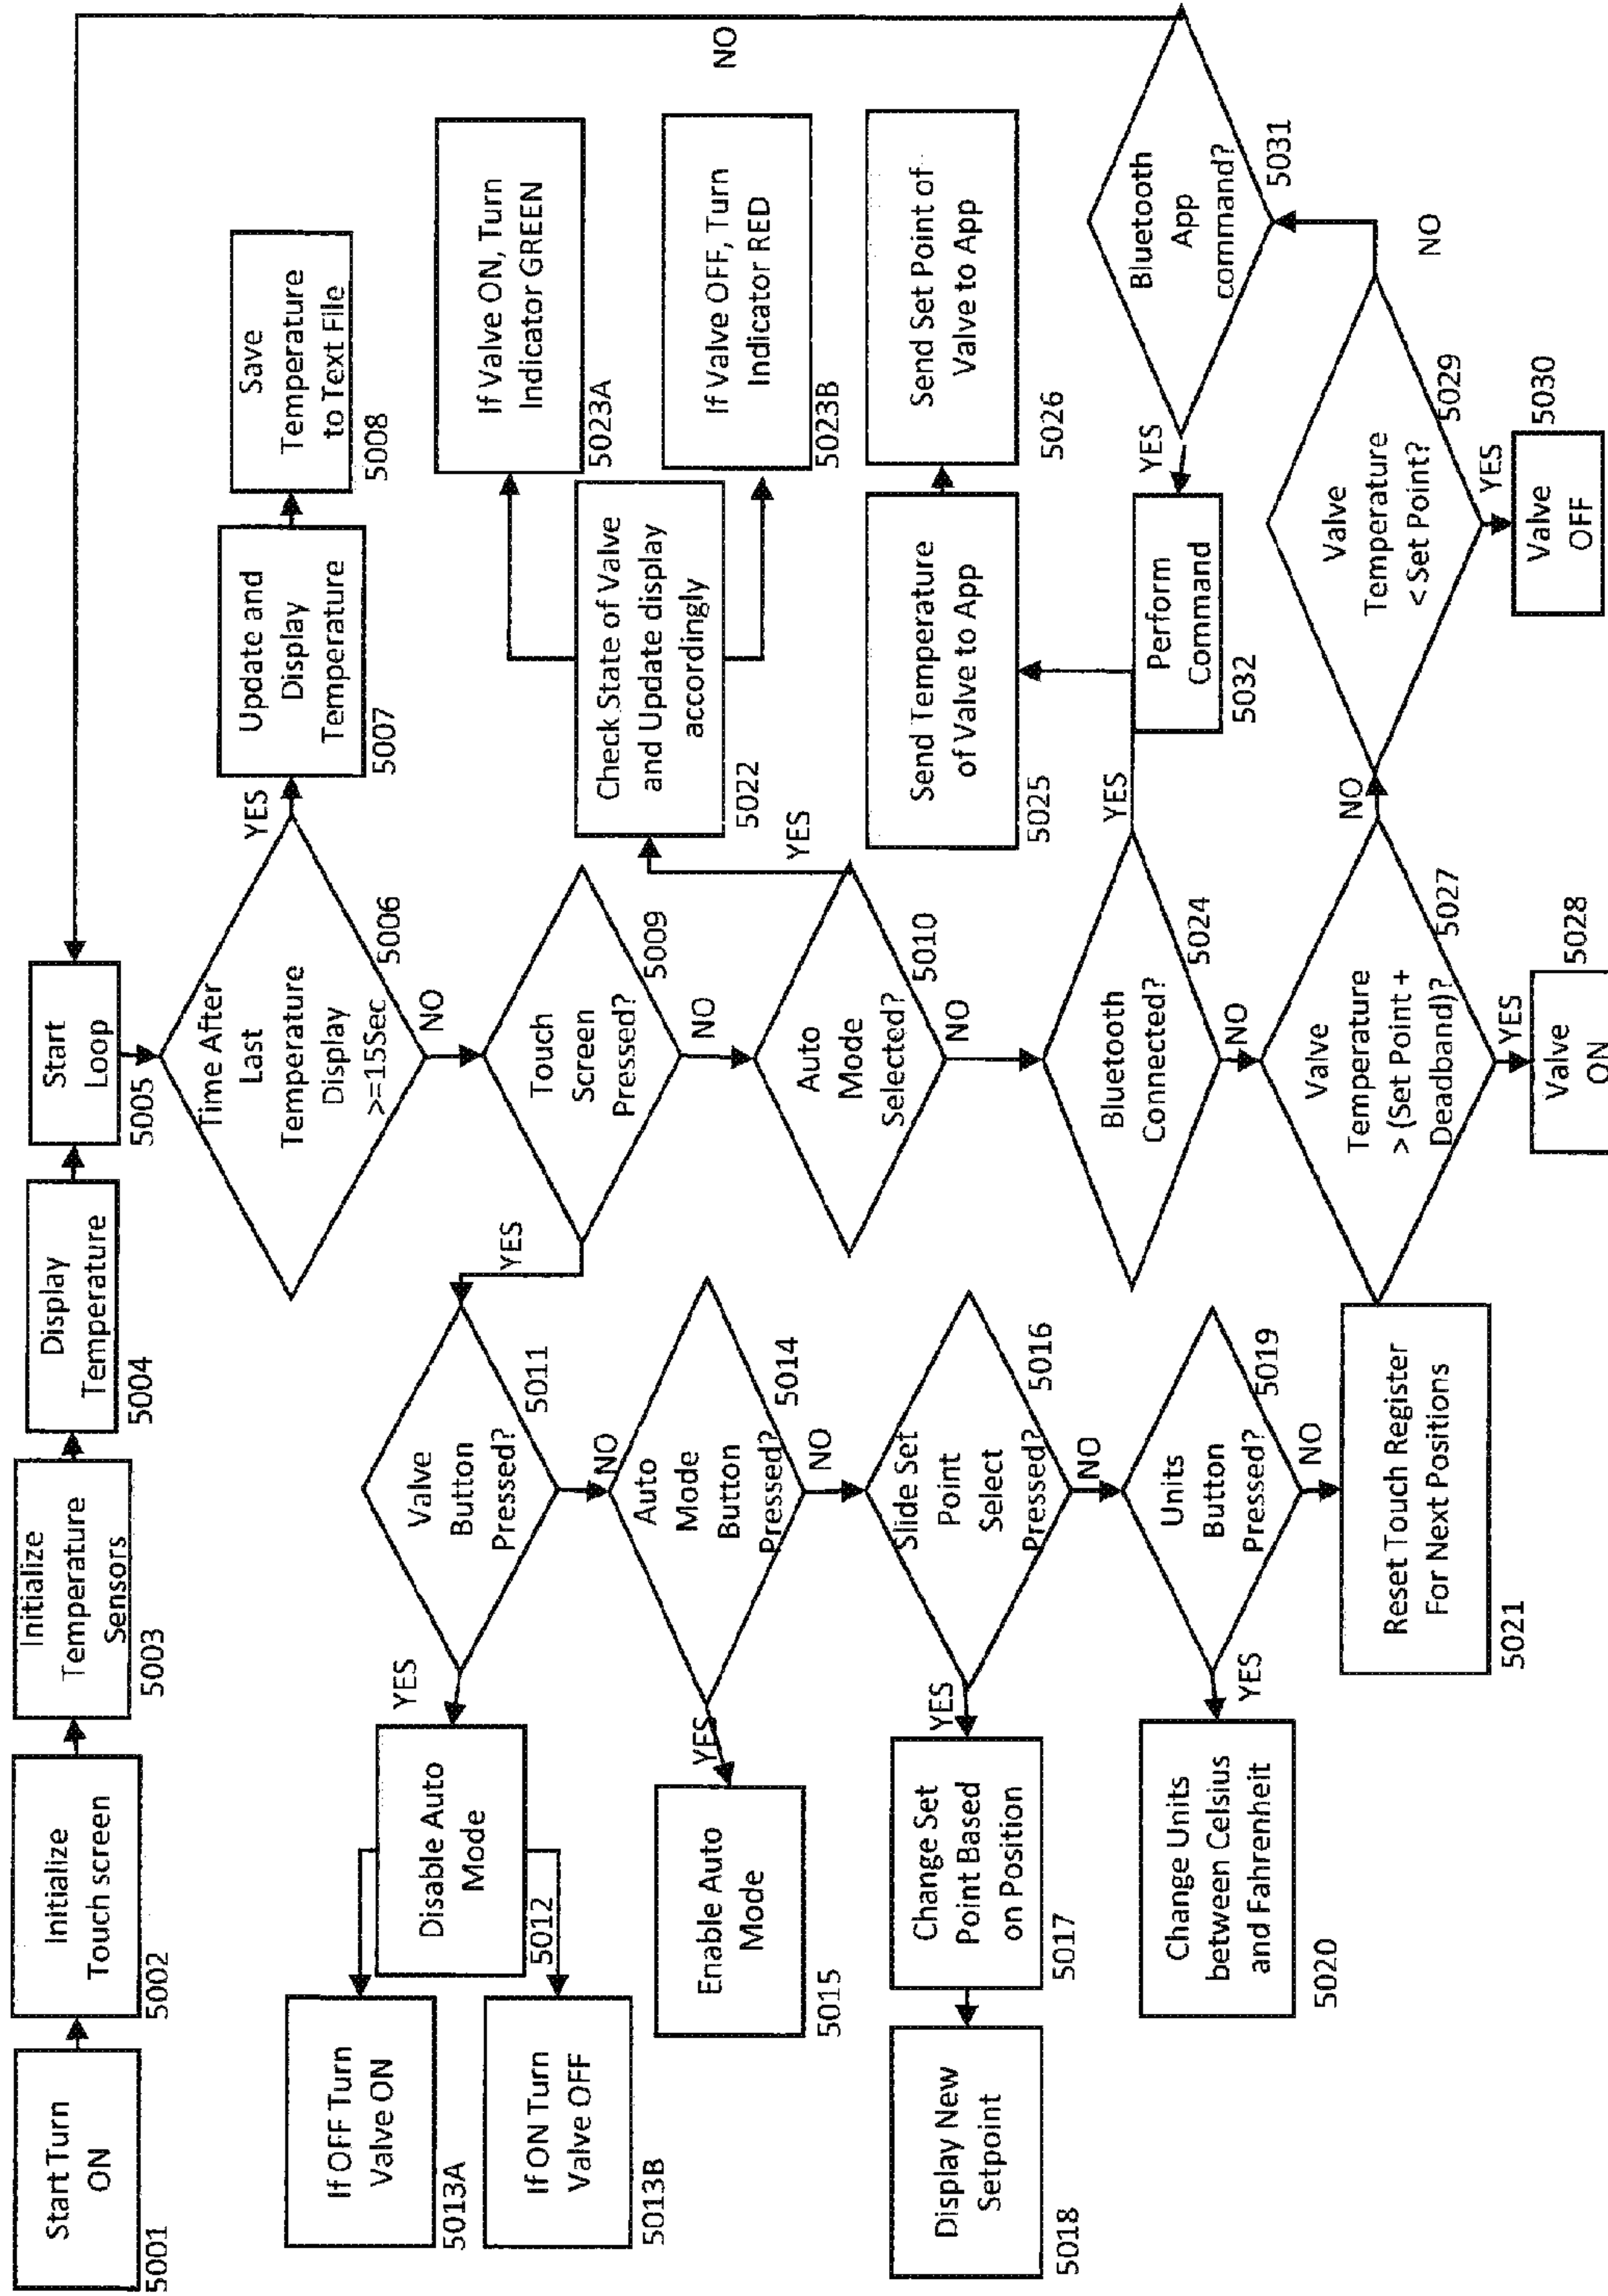 Start Turn
ON
5001
Initialize
Touch screen
5002
Initialize
Temperature
Sensors
5003
Display
Temperature
5004
Start
Loop
5005
Time After
Last
Temperature
Display
>=15Sec
5006
YES
NO
Update and
Display
Temperature
5007
Save
Temperature
to Text File
5008
Touch
Screen
Pressed?
5009
YES
NO
Valve
Button
Pressed?
5011
YES
NO
Disable Auto
Mode
5012
If OFF Turn
Valve ON
5013A
If ON Turn
Valve OFF
5013B
Auto
Mode
Button
Pressed?
5014
YES
NO
Enable Auto
Mode
5015
Slide Set
Point
Select
Pressed?
5016
YES
NO
Change Set
Point Based
on Position
5017
Display New
Setpoint
5018
Units
Button
Pressed?
5019
YES
NO
Change Units
between Celsius
and Fahrenheit
5020
Reset Touch Register
For Next Positions
5021
Auto
Mode
Selected?
5010
YES
NO
Check State of Valve
and Update display
accordingly
5022
If Valve ON, Turn
Indicator GREEN
5023A
If Valve OFF, Turn
Indicator RED
5023B
Bluetooth
Connected?
5024
YES
NO
Send Temperature
of Valve to App
5025
Send Set Point of
Valve to App
5026
Valve
Temperature
> (Set Point +
Deadband)?
5027
YES
NO
Valve
ON
5028
Valve
Temperature
< Set Point?
5029
YES
NO
Valve
OFF
5030
Bluetooth
App
command?
5031
YES
NO
Perform
Command
5032